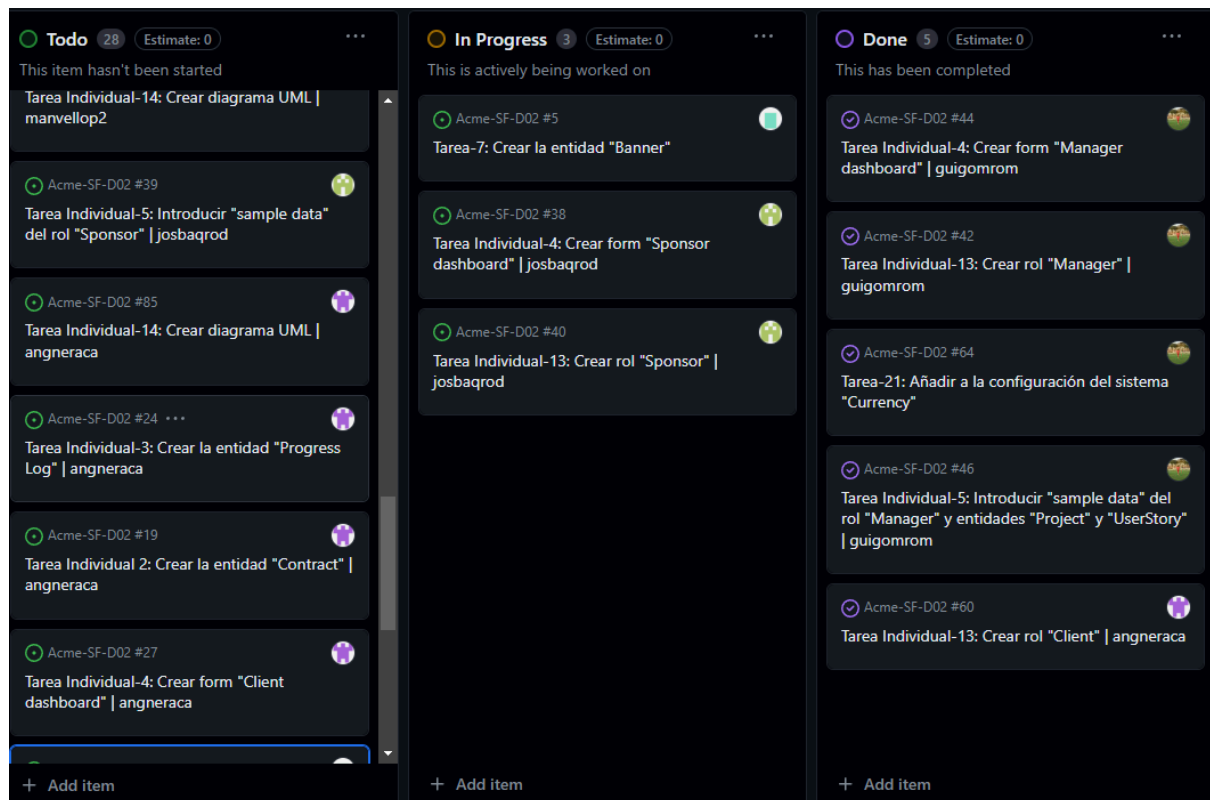 Todo 28 Estimate: 0
This item hasn't been started
Tarea Individual-14: Crear diagrama UML |
manvellop2
Acme-SF-D02 #39
Tarea Individual-5: Introducir "sample data"
del rol "Sponsor" | josbaqrod
Acme-SF-D02 #85
Tarea Individual-14: Crear diagrama UML |
angneraca
Acme-SF-D02 #24
Tarea Individual-3: Crear la entidad "Progress
Log" | angneraca
Acme-SF-D02 #19
Tarea Individual 2: Crear la entidad "Contract" |
angneraca
Acme-SF-D02 #27
Tarea Individual-4: Crear form "Client
dashboard" | angneraca
+ Add item
In Progress 3 Estimate: 0
This is actively being worked on
Acme-SF-D02 #5
Tarea-7: Crear la entidad "Banner"
Acme-SF-D02 #38
Tarea Individual-4: Crear form "Sponsor
dashboard" | josbaqrod
Acme-SF-D02 #40
Tarea Individual-13: Crear rol "Sponsor" |
josbaqrod
+ Add item
Done 5 Estimate: 0
This has been completed
Acme-SF-D02 #44
Tarea Individual-4: Crear form "Manager
dashboard" | guigomrom
Acme-SF-D02 #42
Tarea Individual-13: Crear rol "Manager" |
guigomrom
Acme-SF-D02 #64
Tarea-21: Añadir a la configuración del sistema
"Currency"
Acme-SF-D02 #46
Tarea Individual-5: Introducir "sample data" del
rol "Manager" y entidades "Project" y "UserStory"
| guigomrom
Acme-SF-D02 #60
Tarea Individual-13: Crear rol "Client" | angneraca
+ Add item